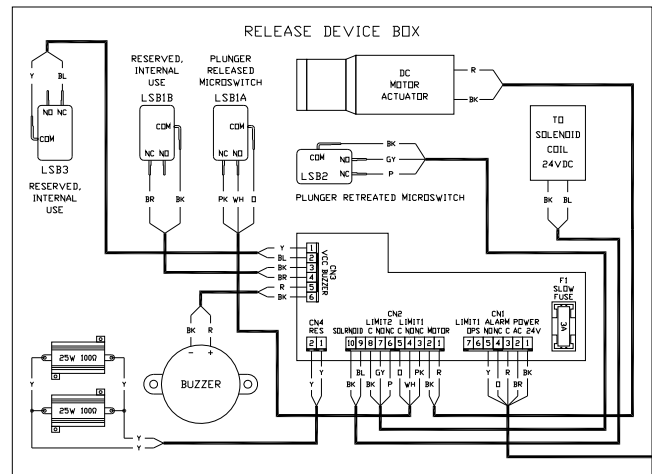 RELEASE DEVICE BOX
Y BL
NO NC
COM
LSB3
RESERVED,
INTERNAL
USE
RESERVED,
INTERNAL
USE
LSB1B
COM
NC NO
BR BK
PLUNGER
RELEASED
MICROSWITCH
LSB1A
COM
NC NO
PK WH O
DC
MOTOR
ACTUATOR
R
BK
COM
NO
NC
LSB2
BK
GY
P
PLUNGER RETREATED MICROSWITCH
TO
SOLENOID
COIL
24VDC
BK BL
Y
BL
BK
BR
R
BK
1
2
3
4
5
6
VCC BUZZER
CN3
F1
SLOW
FUSE
3A
CN4
RES
2 1
Y Y
CN2
LIMIT2 LIMIT1
SOLRNOID C NONC C NONC MOTOR
10 9 8 7 6 5 4 3 2 1
BL GY O PK R
BK BK P WH BK
CN1
LIMIT1 ALARM POWER
OPS NONC C AC 24V
7 6 5 4 3 2 1
Y R BK
O BR
BK R
- +
BUZZER
25W 100Ω
25W 100Ω
Y Y
Y
Y